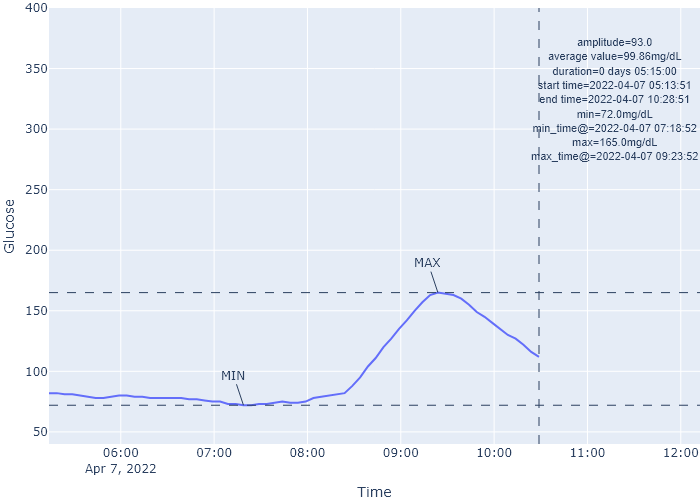 400
350
300
250
200
150
100
50
Glucose
amplitude=93.0
average value=99.86mg/dL
duration=0 days 05:15:00
start time=2022-04-07 05:13:51
end time=2022-04-07 10:28:51
min=72.0mg/dL
min_time@=2022-04-07 07:18:52
max=165.0mg/dL
max_time@=2022-04-07 09:23:52
MAX
MIN
06:00 07:00 08:00 09:00 10:00 11:00 12:00
Apr 7, 2022
Time